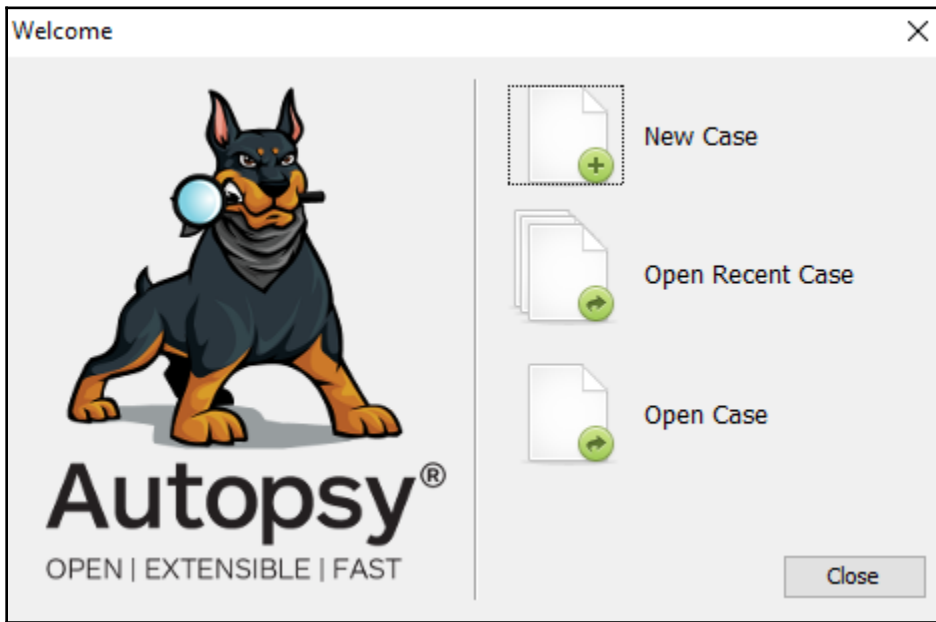 Welcome
New Case
Open Recent Case
Open Case
Autopsy®
OPEN | EXTENSIBLE | FAST
Close